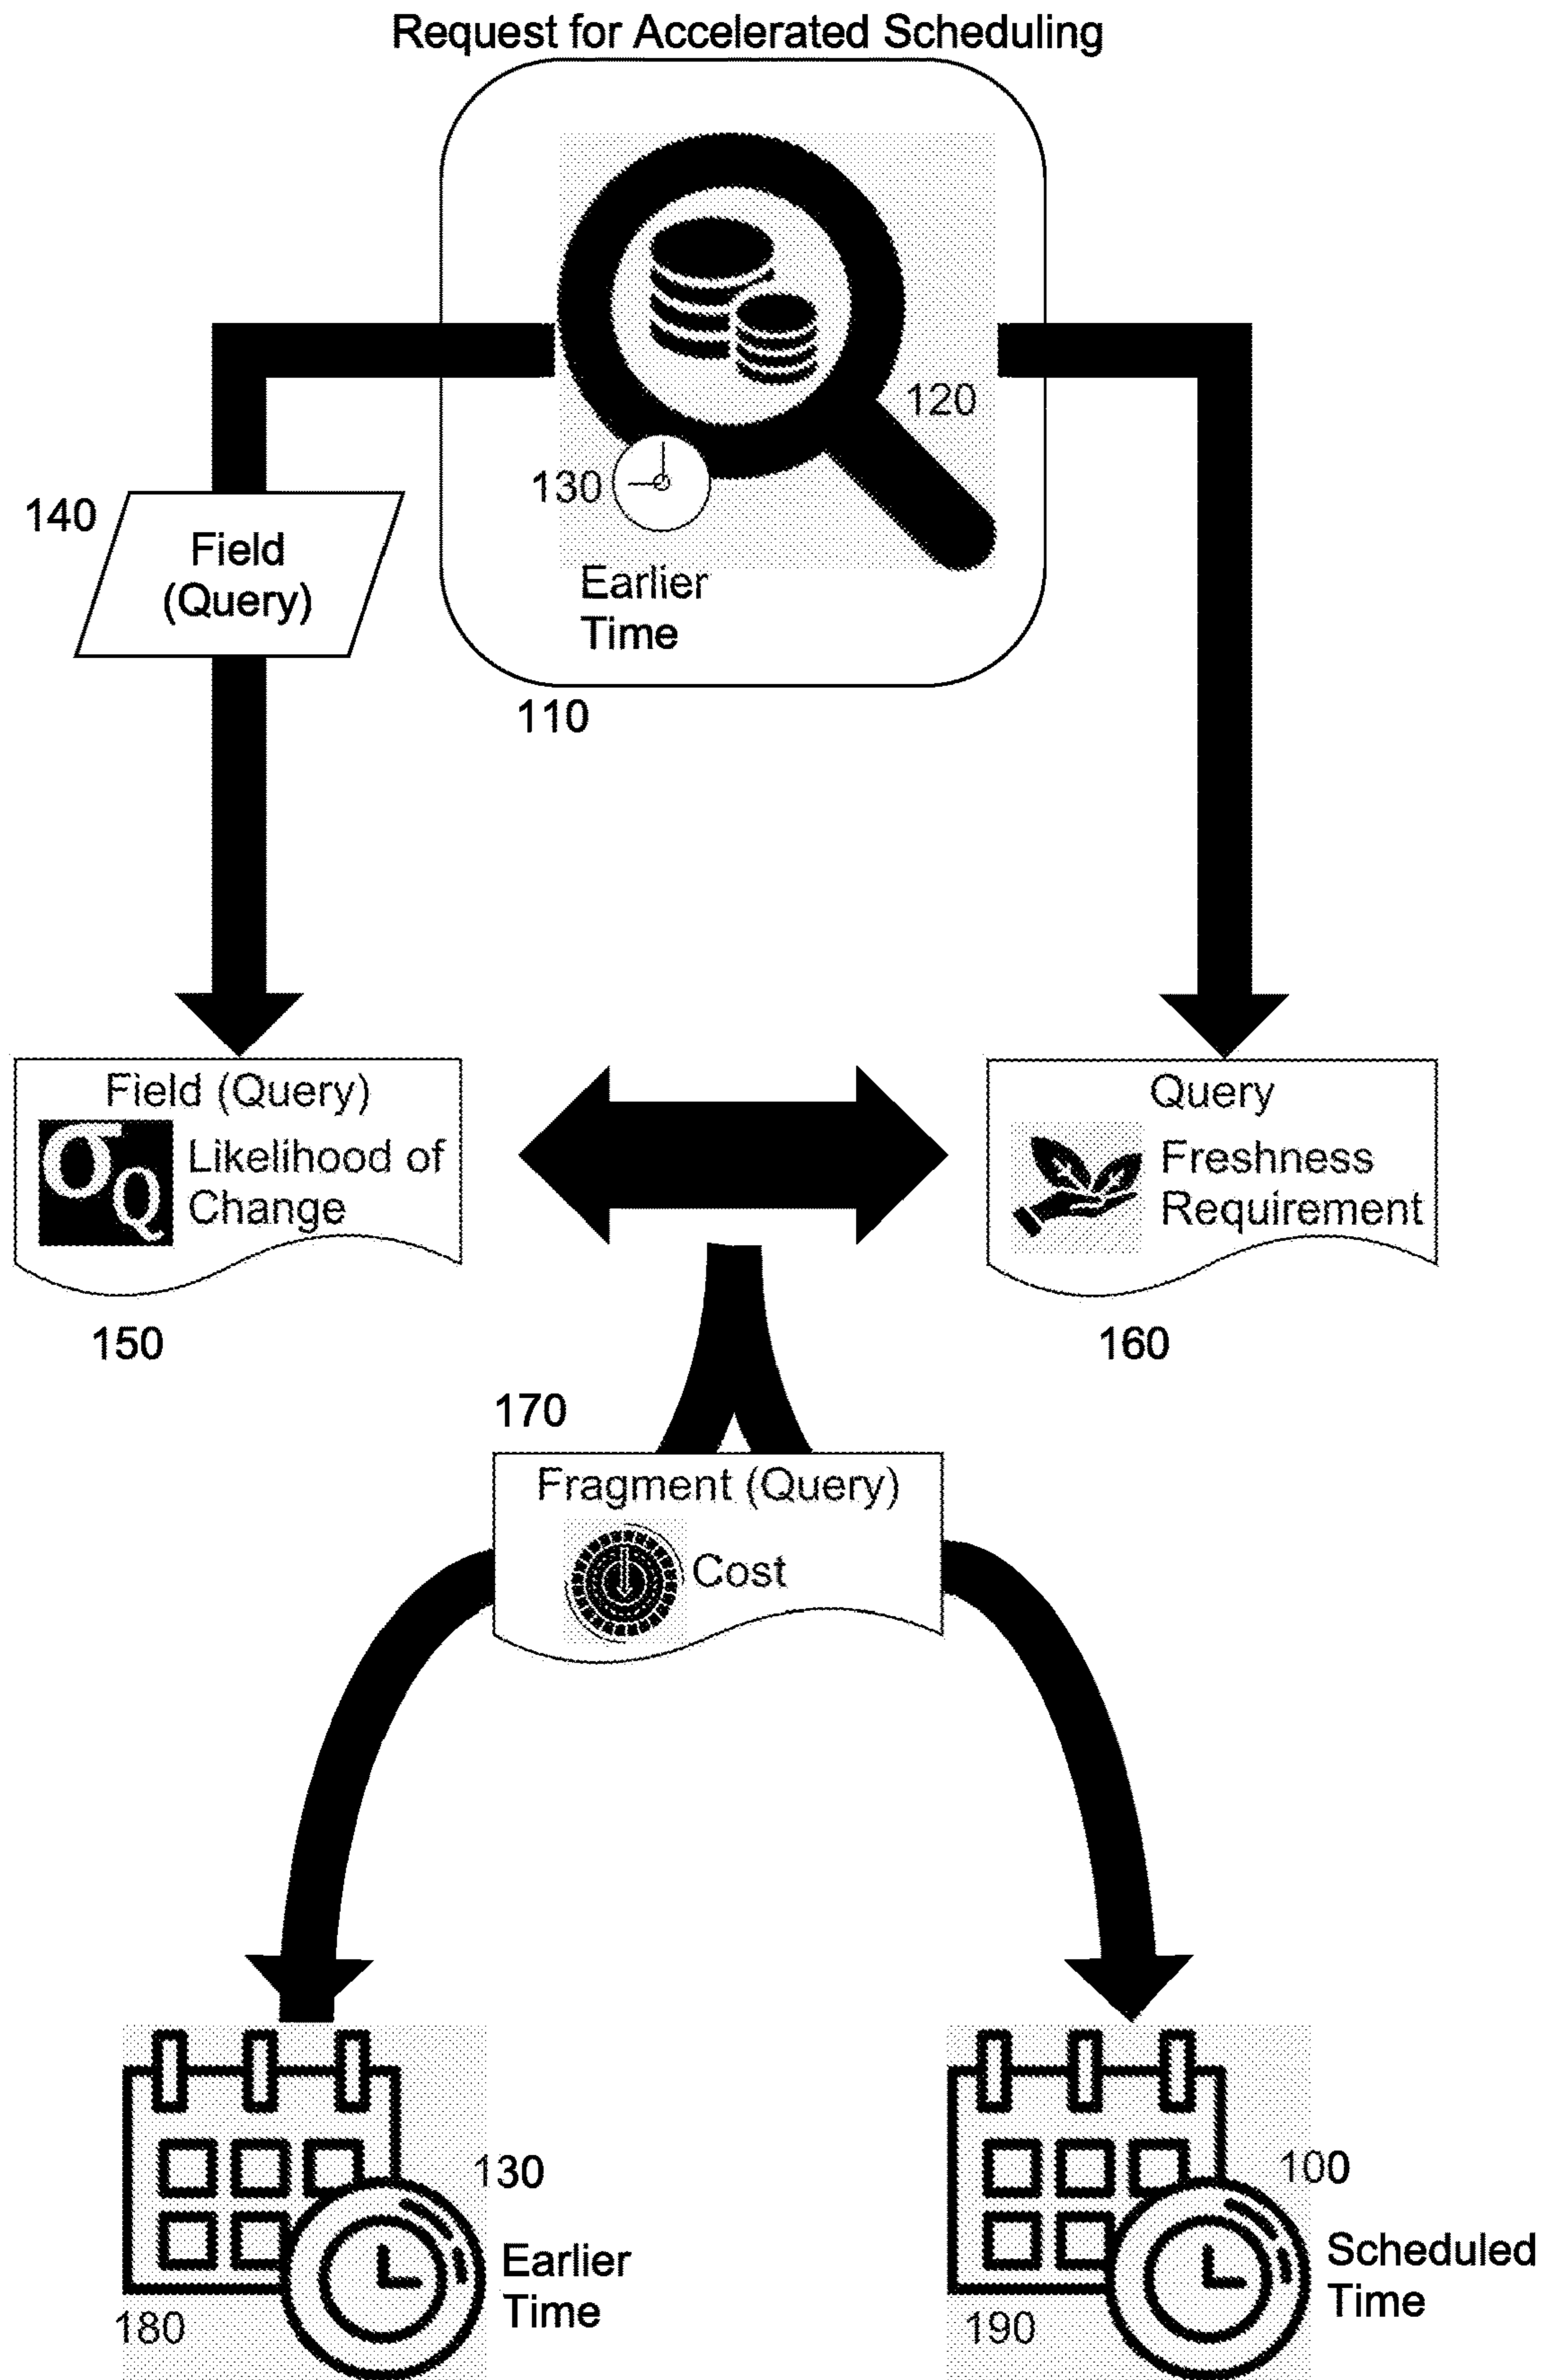 Request for Accelerated Scheduling
120
130
140
Field
(Query)
Earlier
Time
110
Field (Query)
σQ
Likelihood of
Change
Query
Freshness
Requirement
150
160
170
Fragment (Query)
Cost
130
100
Earlier
Time
Scheduled
Time
180
190